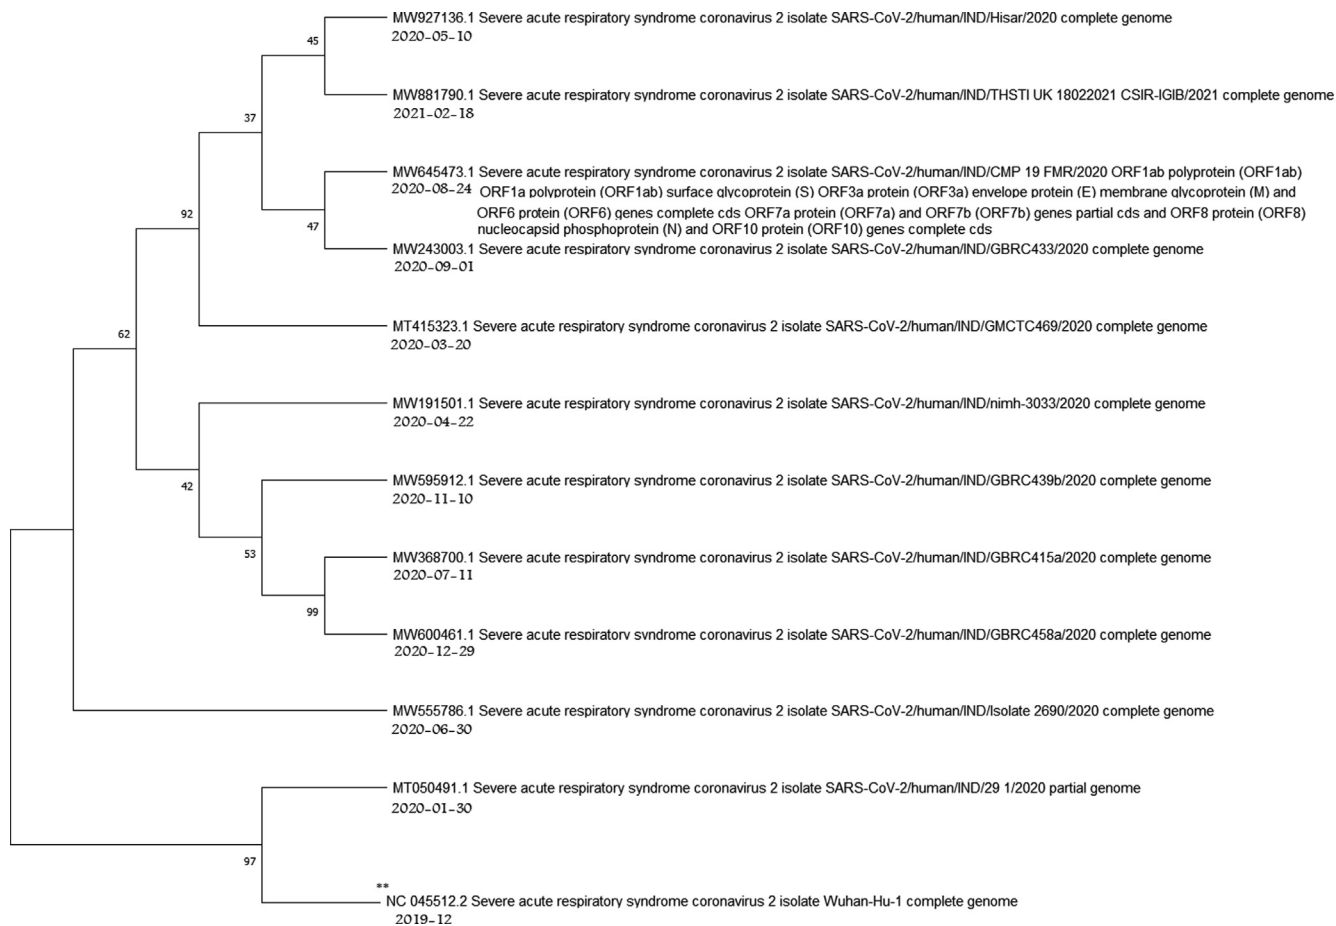 MW927136.1 Severe acute respiratory syndrome coronavirus 2 isolate SARS-CoV-2/human/IND/Hisar/2020 complete genome
2020-05-10
45
MW881790.1 Severe acute respiratory syndrome coronavirus 2 isolate SARS-CoV-2/human/IND/THSTI UK 18022021 CSIR-IGIB/2021 complete genome
2021-02-18
37
MW645473.1 Severe acute respiratory syndrome coronavirus 2 isolate SARS-CoV-2/human/IND/CMP 19 FMR/2020 ORF1ab polyprotein (ORF1ab)
2020-08-24 ORF1a polyprotein (ORF1ab) surface glycoprotein (S) ORF3a protein (ORF3a) envelope protein (E) membrane glycoprotein (M) and
92
ORF6 protein (ORF6) genes complete cds ORF7a protein (ORF7a) and ORF7b (ORF7b) genes partial cds and ORF8 protein (ORF8)
47
nucleocapsid phosphoprotein (N) and ORF10 protein (ORF10) genes complete cds
MW243003.1 Severe acute respiratory syndrome coronavirus 2 isolate SARS-CoV-2/human/IND/GBRC433/2020 complete genome
2020-09-01
MT415323.1 Severe acute respiratory syndrome coronavirus 2 isolate SARS-CoV-2/human/IND/GMCTC469/2020 complete genome
62
2020-03-20
MW191501.1 Severe acute respiratory syndrome coronavirus 2 isolate SARS-CoV-2/human/IND/nimh-3033/2020 complete genome
2020-04-22
MW595912.1 Severe acute respiratory syndrome coronavirus 2 isolate SARS-CoV-2/human/IND/GBRC439b/2020 complete genome
42
2020-11-10
53
MW368700.1 Severe acute respiratory syndrome coronavirus 2 isolate SARS-CoV-2/human/IND/GBRC415a/2020 complete genome
2020-07-11
99
MW600461.1 Severe acute respiratory syndrome coronavirus 2 isolate SARS-CoV-2/human/IND/GBRC458a/2020 complete genome
2020-12-29
MW555786.1 Severe acute respiratory syndrome coronavirus 2 isolate SARS-CoV-2/human/IND/Isolate 2690/2020 complete genome
2020-06-30
MT050491.1 Severe acute respiratory syndrome coronavirus 2 isolate SARS-CoV-2/human/IND/29 1/2020 partial genome
2020-01-30
97
**
NC 045512.2 Severe acute respiratory syndrome coronavirus 2 isolate Wuhan-Hu-1 complete genome
2019-12